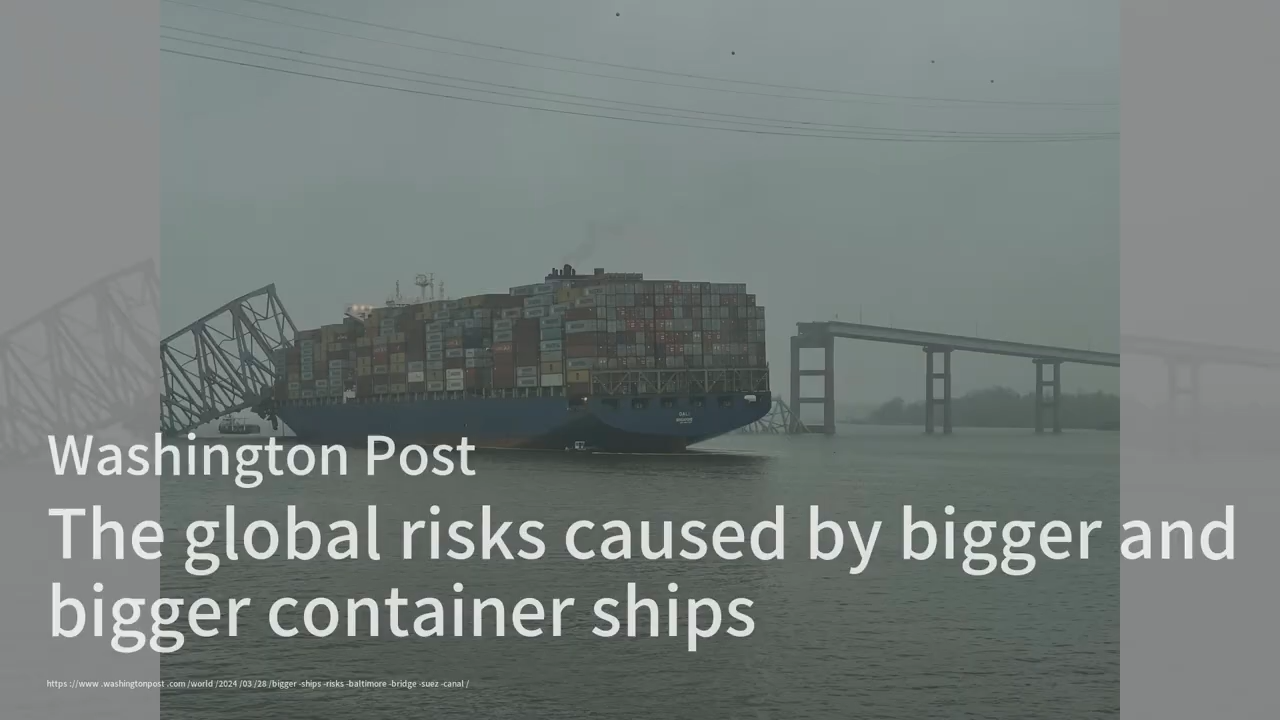 Washington Post
The global risks caused by bigger and
bigger container ships
https://www.washingtonpost.com/world/2024/03/28/bigger-ships-risks-baltimore-bridge-suez-canal/
DALI